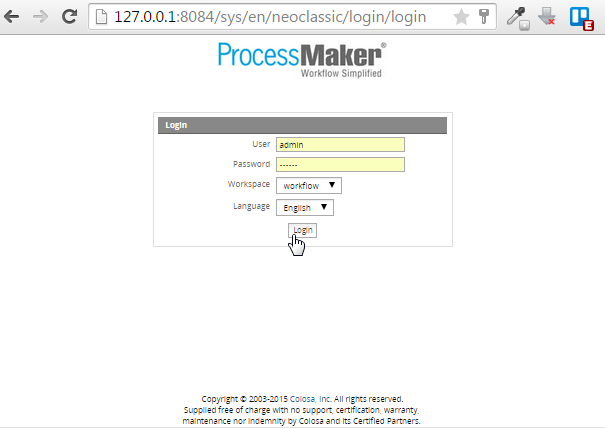 127.0.0.1:8084/sys/en/neoclassic/login/login
E
ProcessMaker®
Workflow Simplified
Login
User admin
Password ------
Workspace workflow ▼
Language English ▼
Login
Copyright © 2003-2015 Colosa, Inc. All rights reserved.
Supplied free of charge with no support, certification, warranty,
maintenance nor indemnity by Colosa and its Certified Partners.